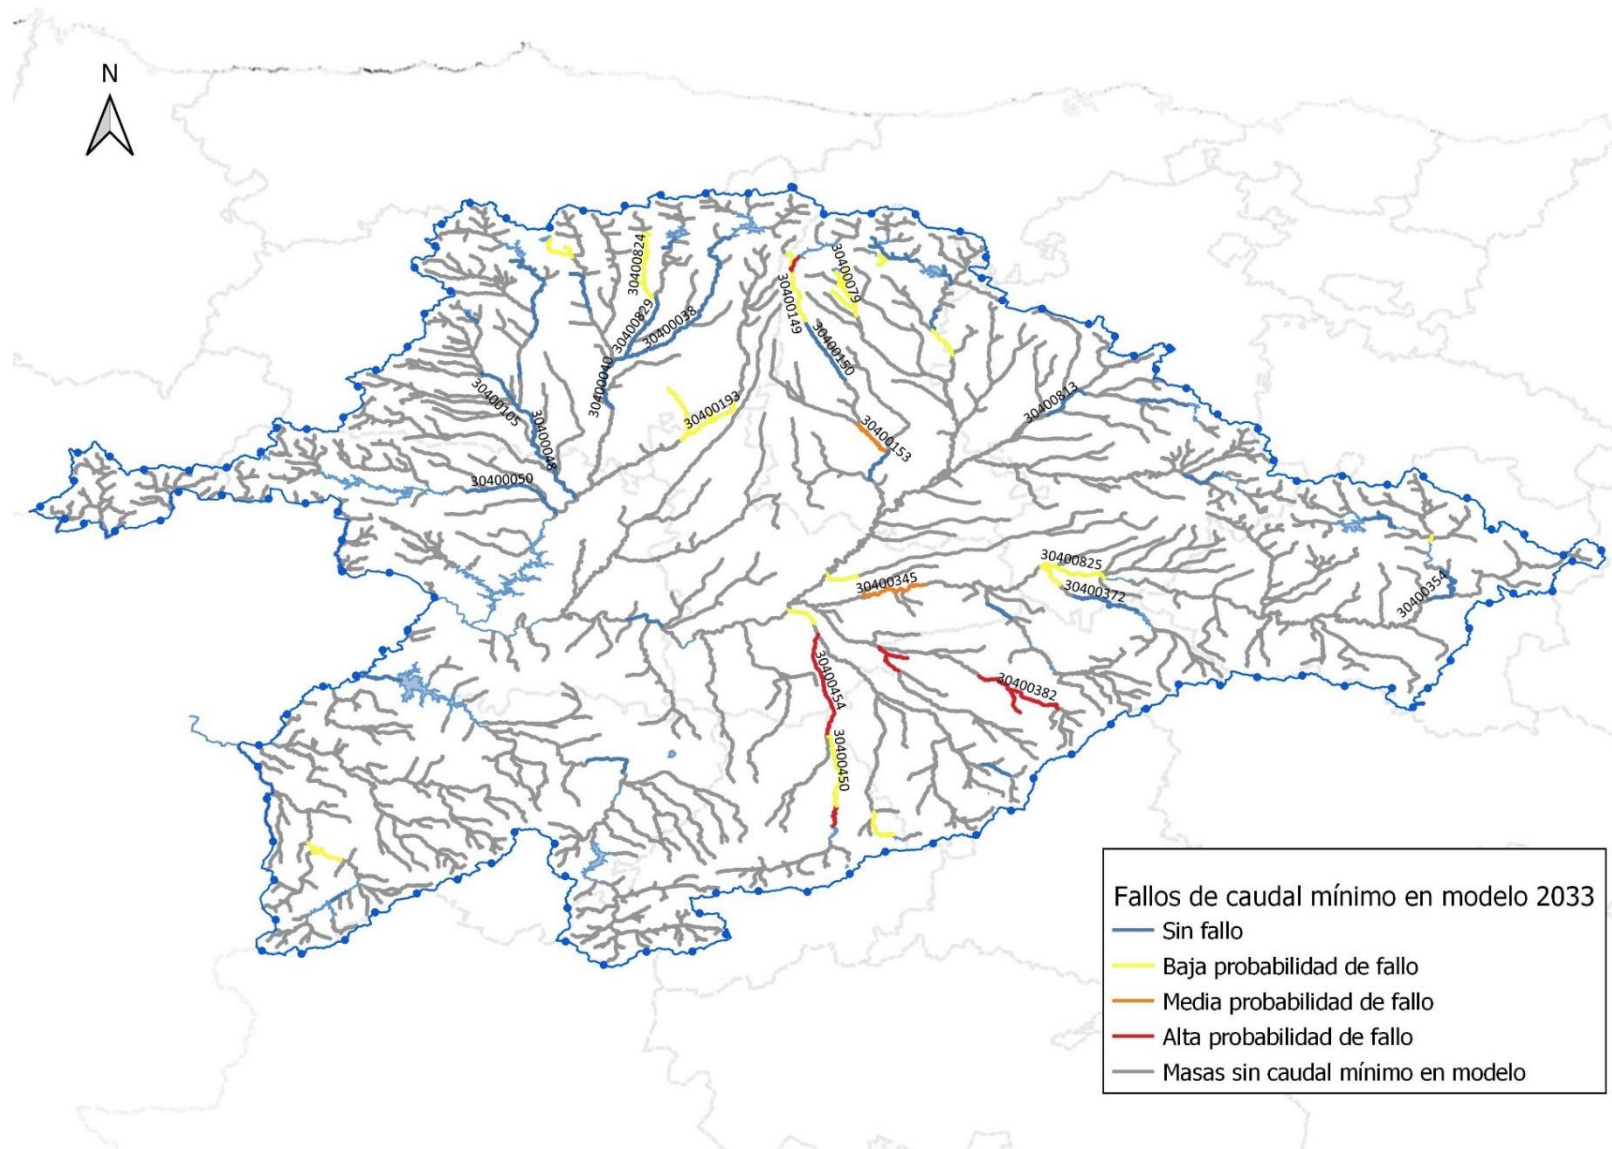 N
30400824
30400829
30400038
30400040
30400079
30400149
30400150
30400193
30400153
30400105
30400048
30400050
30400813
30400825
30400372
30400354
30400345
30400454
30400382
30400450
Fallos de caudal mínimo en modelo 2033
Sin fallo
Baja probabilidad de fallo
Media probabilidad de fallo
Alta probabilidad de fallo
Masas sin caudal mínimo en modelo